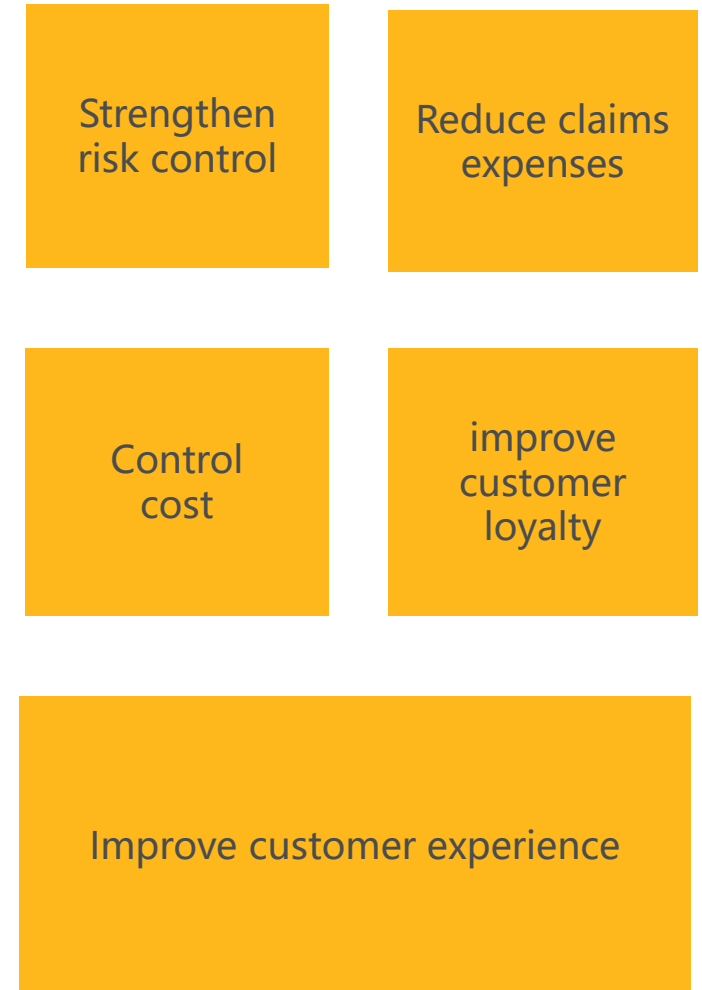 Strengthen
risk control
Reduce claims
expenses
Control
cost
improve
customer
loyalty
Improve customer experience